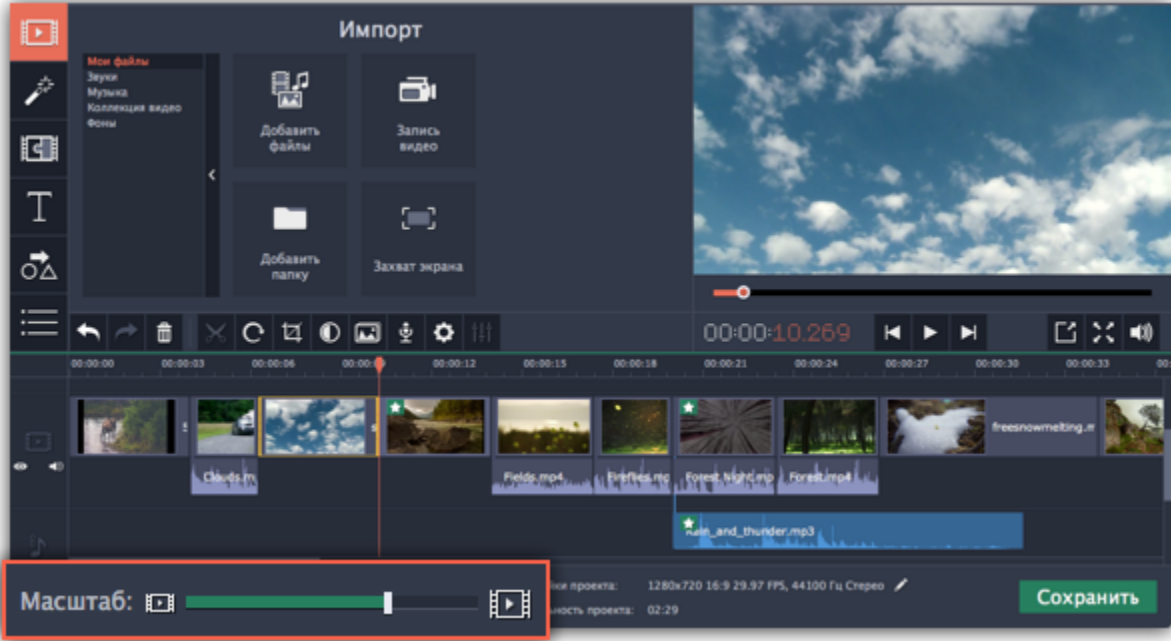 Импорт
Мои файлы
Звуки
Музыка
Коллекция видео
Фоны
Добавить
файлы
Запись
видео
Добавить
папку
Захват экрана
00:00:10.269
00:00:00
00:00:03
00:00:06
00:00:12
00:00:15
00:00:18
00:00:21
00:00:24
00:00:27
00:00:30
00:00:33
freesnowmelting.m
Clouds.m
Fields.mp4
Fireflies.mp
Forest.Night.mp
Forest.mp4
Rain_and_thunder.mp3
Масштаб:
проекта:
1280x720 16:9 29.97 FPS, 44100 Гц Стерео
проекта:
02:29
Сохранить